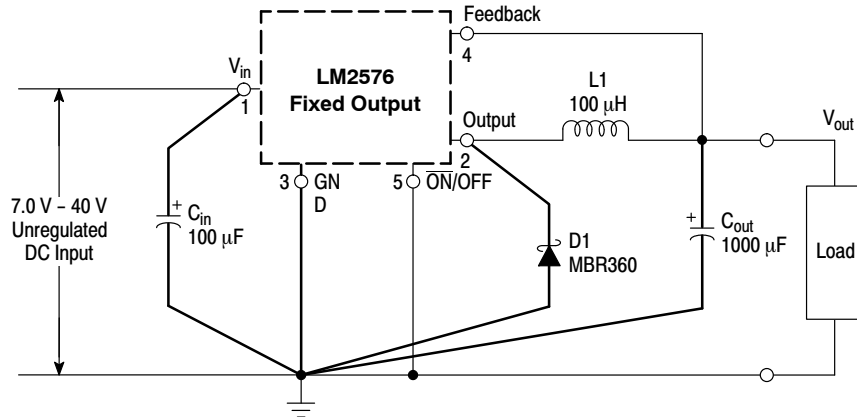 Feedback
4
LM2576
Fixed Output
Vin
1
L1
100 μH
Output
2
Vout
3
GN
D
5
ON/OFF
7.0 V – 40 V
Unregulated
DC Input
+
Cin
100 μF
D1
MBR360
+
Cout
1000 μF
Load